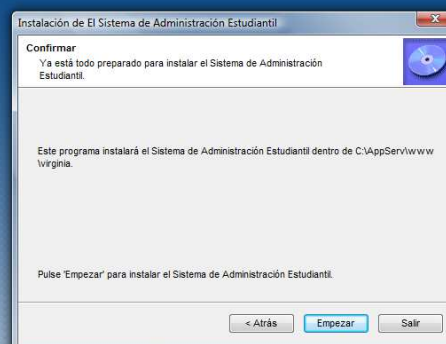 Instalación de El Sistema de Administración Estudiantil
Confirmar
Ya está todo preparado para instalar el Sistema de Administración
Estudiantil.
Este programa instalará el Sistema de Administración Estudiantil dentro de C:\AppServ\www
\virginia.
Pulse 'Empezar' para instalar el Sistema de Administración Estudiantil.
< Atrás
Empezar
Salir